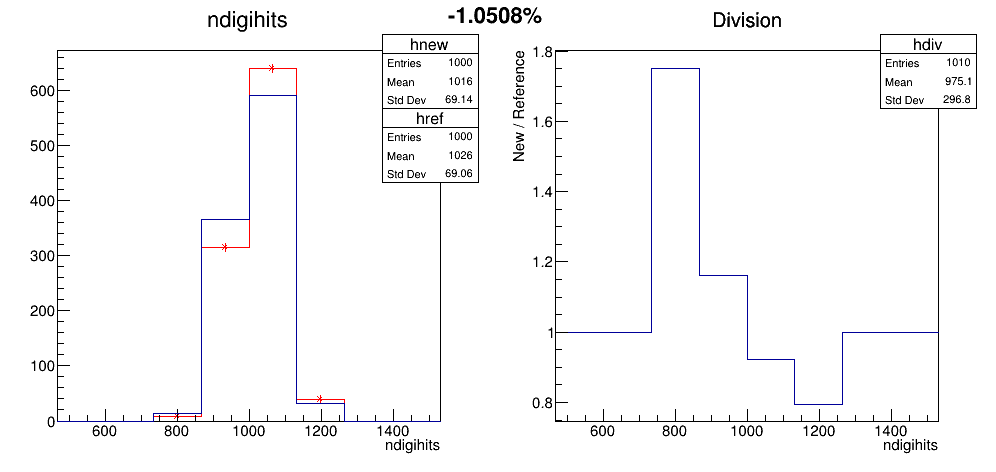 -1.0508%
ndigihits
hnew
Entries 1000
Mean 1016
Std Dev 69.14
href
Entries 1000
Mean 1026
Std Dev 69.06
600
500
400
300
200
100
0
600 800 1000 1200 1400
ndigihits
Division
hdiv
Entries 1010
Mean 975.1
Std Dev 296.8
New / Reference
1.8
1.6
1.4
1.2
1
0.8
600 800 1000 1200 1400
ndigihits